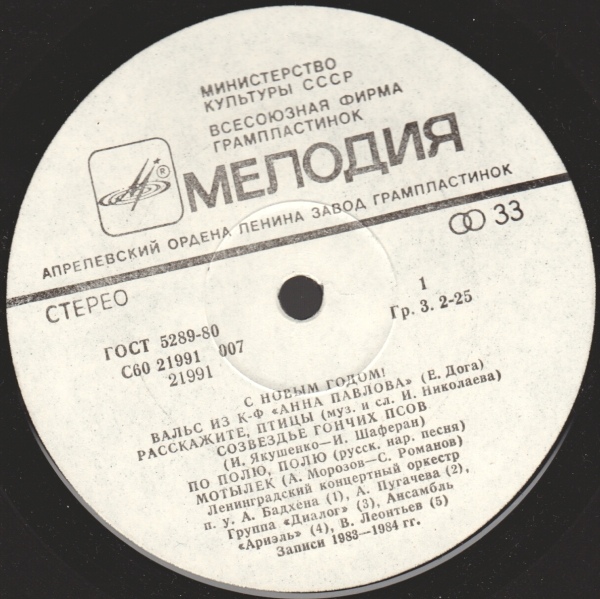 МИНИСТЕРСТВО
КУЛЬТУРЫ СССР
ВСЕСОЮЗНАЯ ФИРМА
ГРАМПЛАСТИНОК
МЕЛОДИЯ
®
АПРЕЛЕВСКИЙ ОРДЕНА ЛЕНИНА ЗАВОД ГРАМПЛАСТИНОК
СТЕРЕО
33
ГОСТ 5289-80
С60 21991 007
21991
1
Гр. 3. 2-25
С НОВЫМ ГОДОМ!
ВАЛЬС ИЗ К-Ф «АННА ПАВЛОВА» (Е. Дога)
РАССКАЖИТЕ, ПТИЦЫ (муз. и сл. И. Николаева)
СОЗВЕЗДЬЕ ГОНЧИХ ПСОВ
(И. Якушенко—И. Шаферан)
ПО ПОЛЮ, ПОЛЮ (русск. нар. песня)
МОТЫЛЕК (А. Морозов—С. Романов)
Ленинградский концертный оркестр
п. у. А. Бадхена (1), А. Пугачева (2),
Группа «Диалог» (3), Ансамбль
«Ариэль» (4), В. Леонтьев (5)
Записи 1983—1984 гг.